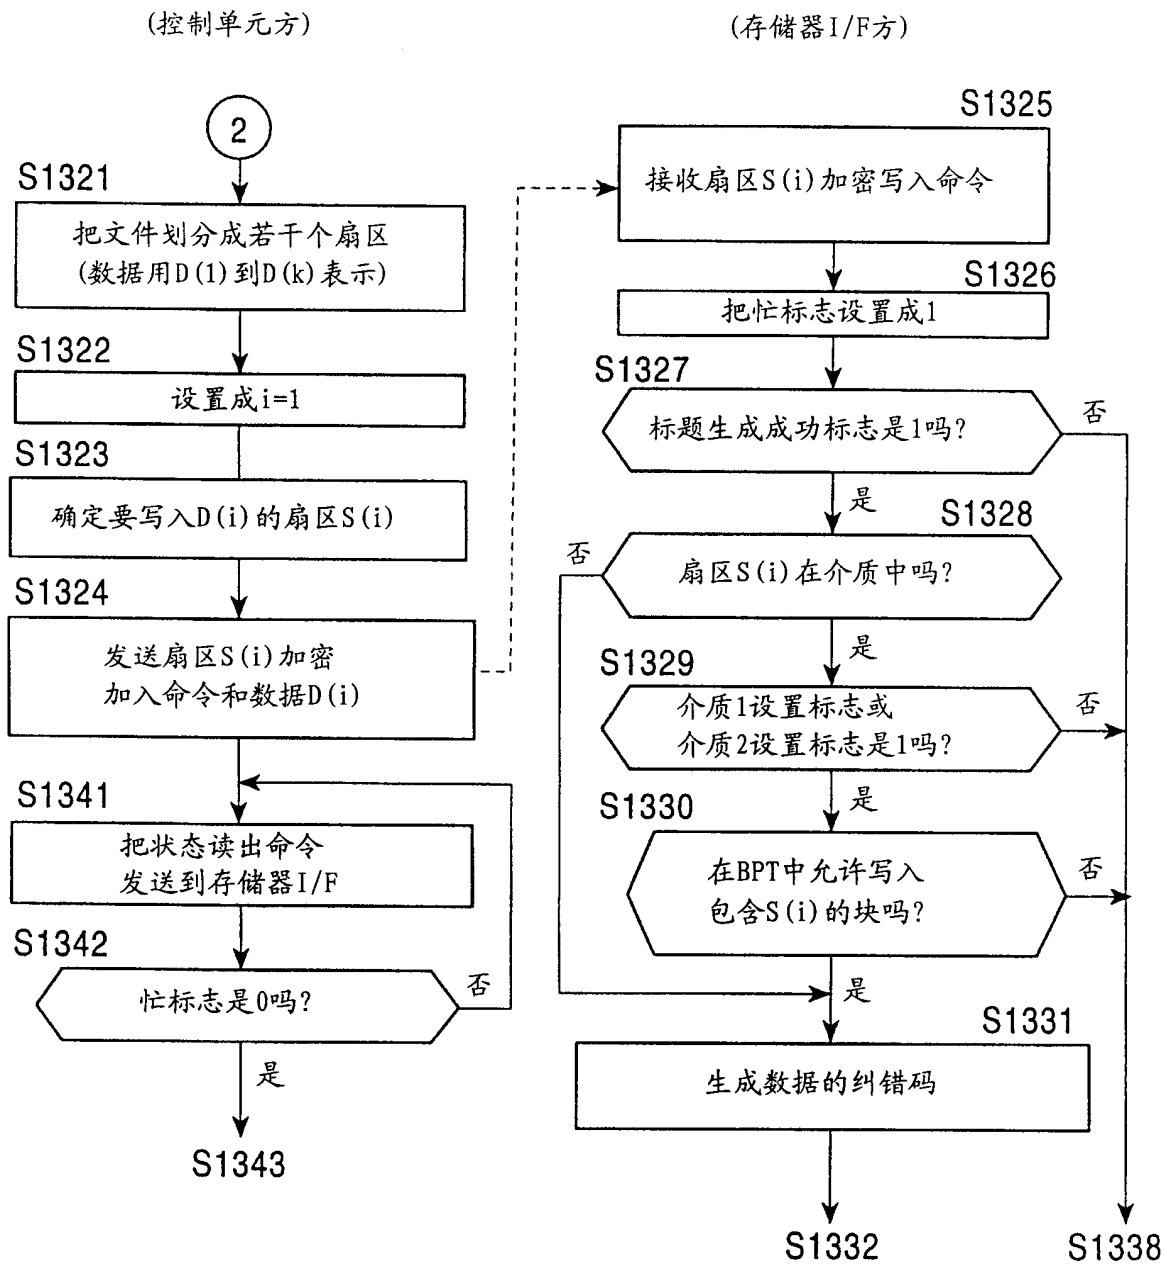 (控制单元方)
2
S1321
把文件划分成若干个扇区
(数据用D(1)到D(k)表示)
S1322
设置成i=1
S1323
确定要写入D(i)的扇区S(i)
S1324
发送扇区S(i)加密
加入命令和数据D(i)
S1341
把状态读出命令
发送到存储器I/F
S1342
忙标志是0吗?
否
是
S1343
(存储器I/F方)
S1325
接收扇区S(i)加密写入命令
S1326
把忙标志设置成1
S1327
标题生成成功标志是1吗?
否
是
S1328
否
扇区S(i)在介质中吗?
是
S1329
介质1设置标志或
介质2设置标志是1吗?
否
是
S1330
在BPT中允许写入
包含S(i)的块吗?
否
是
S1331
生成数据的纠错码
S1332
S1338